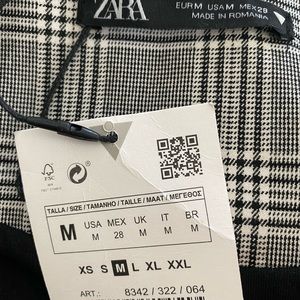 ZARA
EUR M USA M MEX 28
MADE IN ROMANIA
FSC
TALLA / SIZE / TAMANHO / TAILLE / MAAT / ΜΕΓΕΘΟΣ
M
USA MEX UK IT BR
M 28 M M M
XS S M L XL XXL
ART.: 8342 / 322 / 064